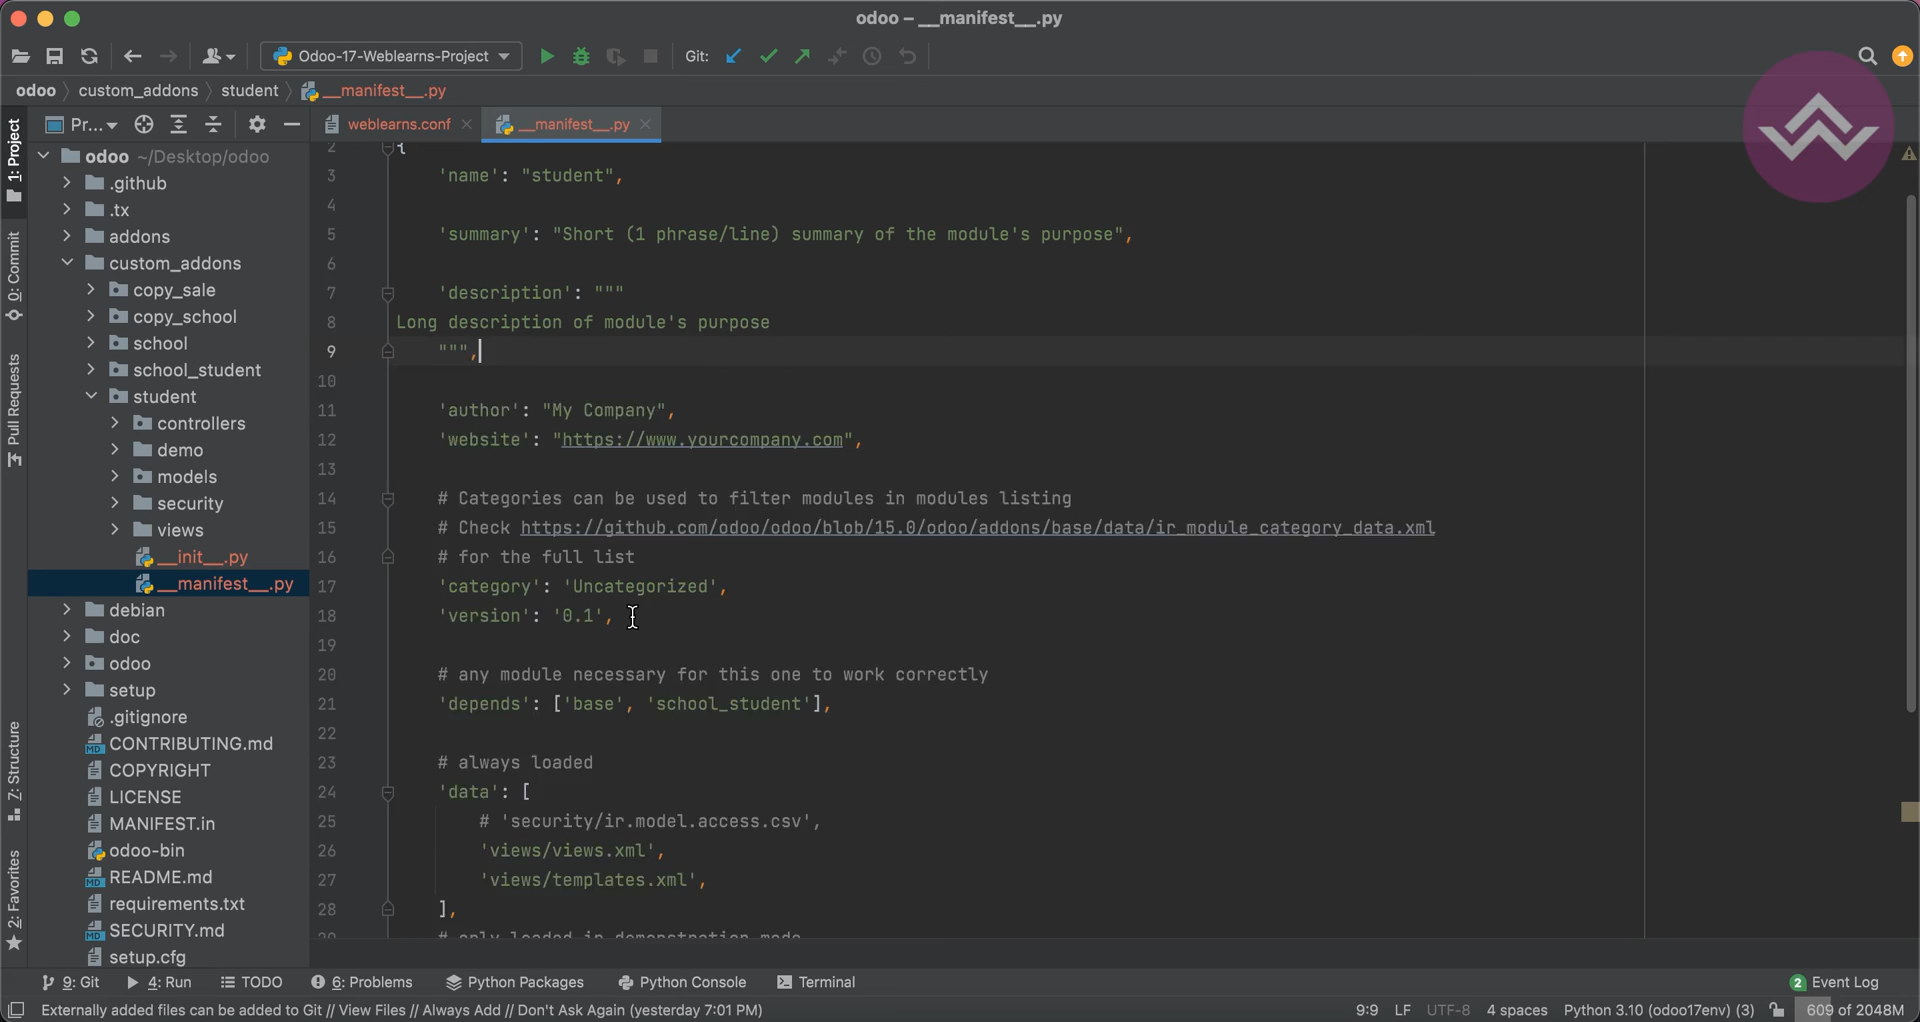 odoo – __manifest__.py
Odoo-17-Weblearns-Project
Git:
odoo
custom_addons
student
__manifest__.py
1: Project
0: Commit
Pull Requests
Z: Structure
2: Favorites
Pr...
weblearns.conf
__manifest__.py
odoo ~/Desktop/odoo
.github
.tx
addons
custom_addons
copy_sale
copy_school
school
school_student
student
controllers
demo
models
security
views
__init__.py
__manifest__.py
debian
doc
odoo
setup
.gitignore
CONTRIBUTING.md
COPYRIGHT
LICENSE
MANIFEST.in
odoo-bin
README.md
requirements.txt
SECURITY.md
setup.cfg
2 {
3 'name': "student",
4
5 'summary': "Short (1 phrase/line) summary of the module's purpose",
6
7 'description': """
8 Long description of module's purpose
9 """,
10
11 'author': "My Company",
12 'website': "https://www.yourcompany.com",
13
14 # Categories can be used to filter modules in modules listing
15 # Check https://github.com/odoo/odoo/blob/15.0/odoo/addons/base/data/ir_module_category_data.xml
16 # for the full list
17 'category': 'Uncategorized',
18 'version': '0.1',
19
20 # any module necessary for this one to work correctly
21 'depends': ['base', 'school_student'],
22
23 # always loaded
24 'data': [
25 # 'security/ir.model.access.csv',
26 'views/views.xml',
27 'views/templates.xml',
28 ],
# only loaded in demonstration mode
9: Git
4: Run
TODO
6: Problems
Python Packages
Python Console
Terminal
2 Event Log
Externally added files can be added to Git // View Files // Always Add // Don't Ask Again (yesterday 7:01 PM)
9:9 LF UTF-8 4 spaces Python 3.10 (odoo17env) (3) 609 of 2048M